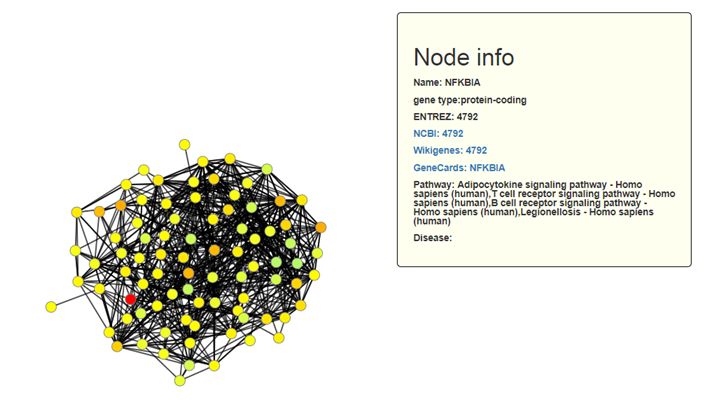 Node info
Name: NFKBIA
gene type:protein-coding
ENTREZ: 4792
NCBI: 4792
Wikigenes: 4792
GeneCards: NFKBIA
Pathway: Adipocytokine signaling pathway - Homo
sapiens (human),T cell receptor signaling pathway - Homo
sapiens (human),B cell receptor signaling pathway -
Homo sapiens (human),Legionellosis - Homo sapiens
(human)
Disease: